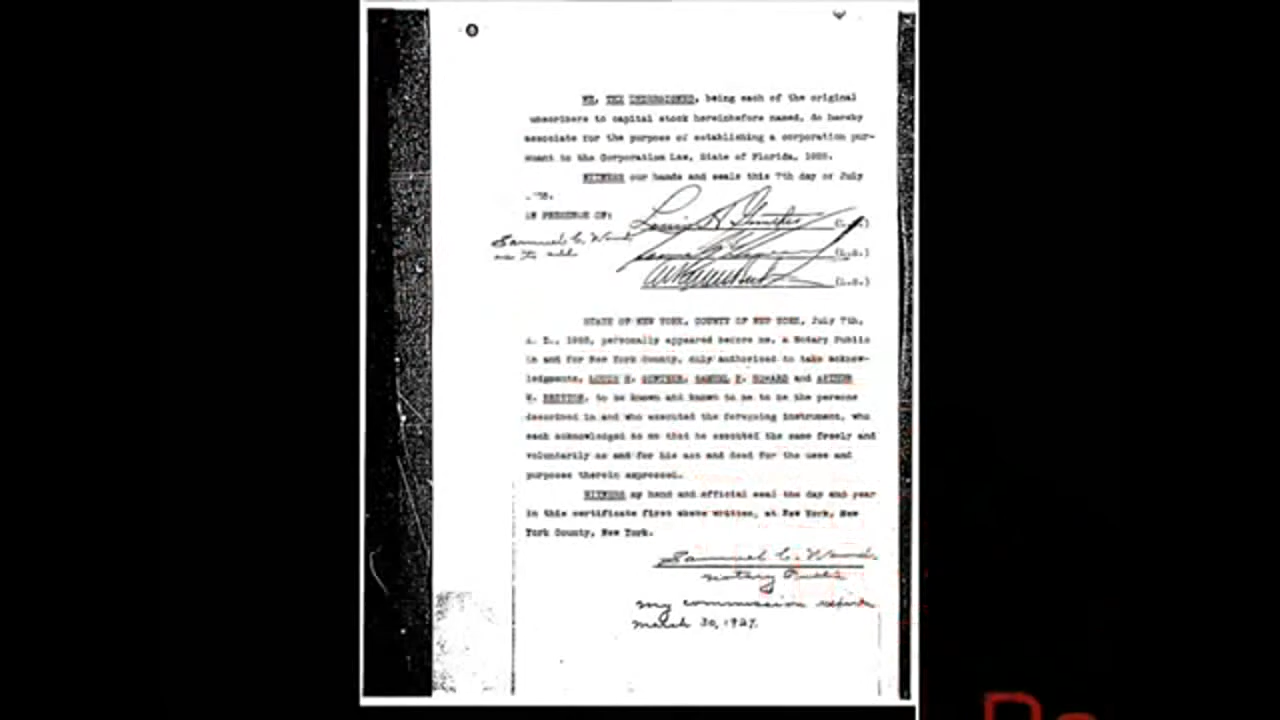 WE, THE UNDERSIGNED, being each of the original
subscribers to capital stock hereinbefore named, do hereby
associate for the purpose of establishing a corporation pur-
suant to the Corporation Law, State of Florida,
WITNESS our hands and seals this 7th day of July
IN PRESENCE OF:
(L.S.)
Samuel C. Wood
as to all
(L.S.)
(L.S.)
STATE OF NEW YORK, COUNTY OF NEW YORK, July 7th,
A. D., personally appeared before me, a Notary Public
in and for New York County, duly authorized to take acknow-
ledgments, LOUIS and ARTHUR
W. to be known and known to me to be the persons
described in and who executed the foregoing instrument, who
each acknowledged to me that he executed the same freely and
voluntarily as and for his act and deed for the uses and
purposes therein expressed.
WITNESS my hand and official seal the day and year
in this certificate first above written, at New York, New
York County, New York.
Samuel C. Wood
Notary Public
My commission expires
March 30, 1927.